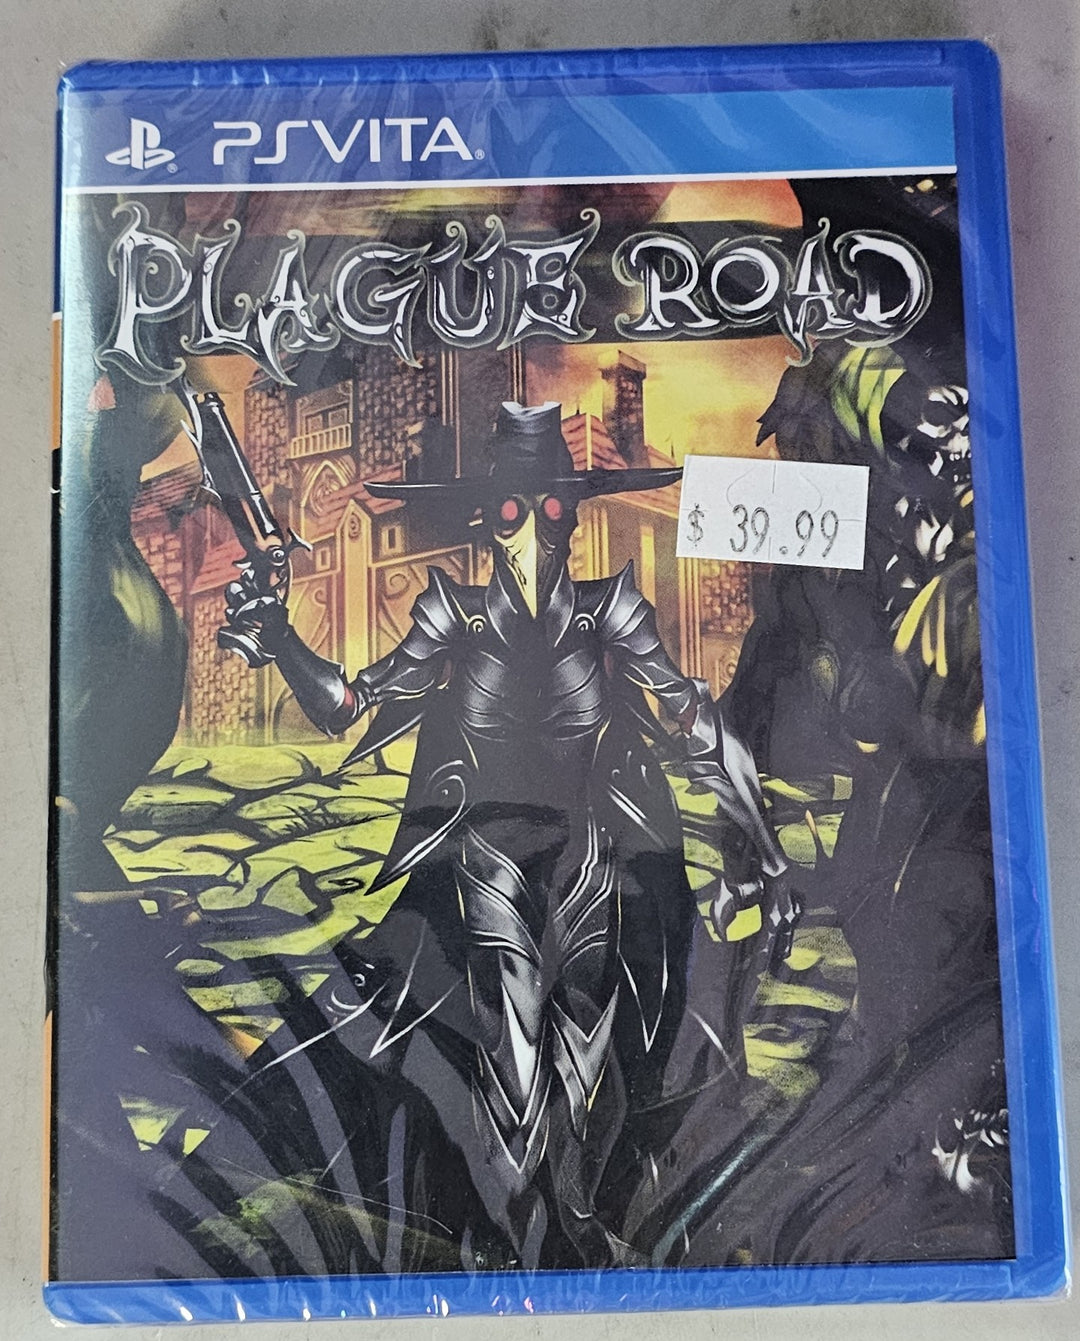 PSVITA
PLAGUE ROAD
$ 39.99